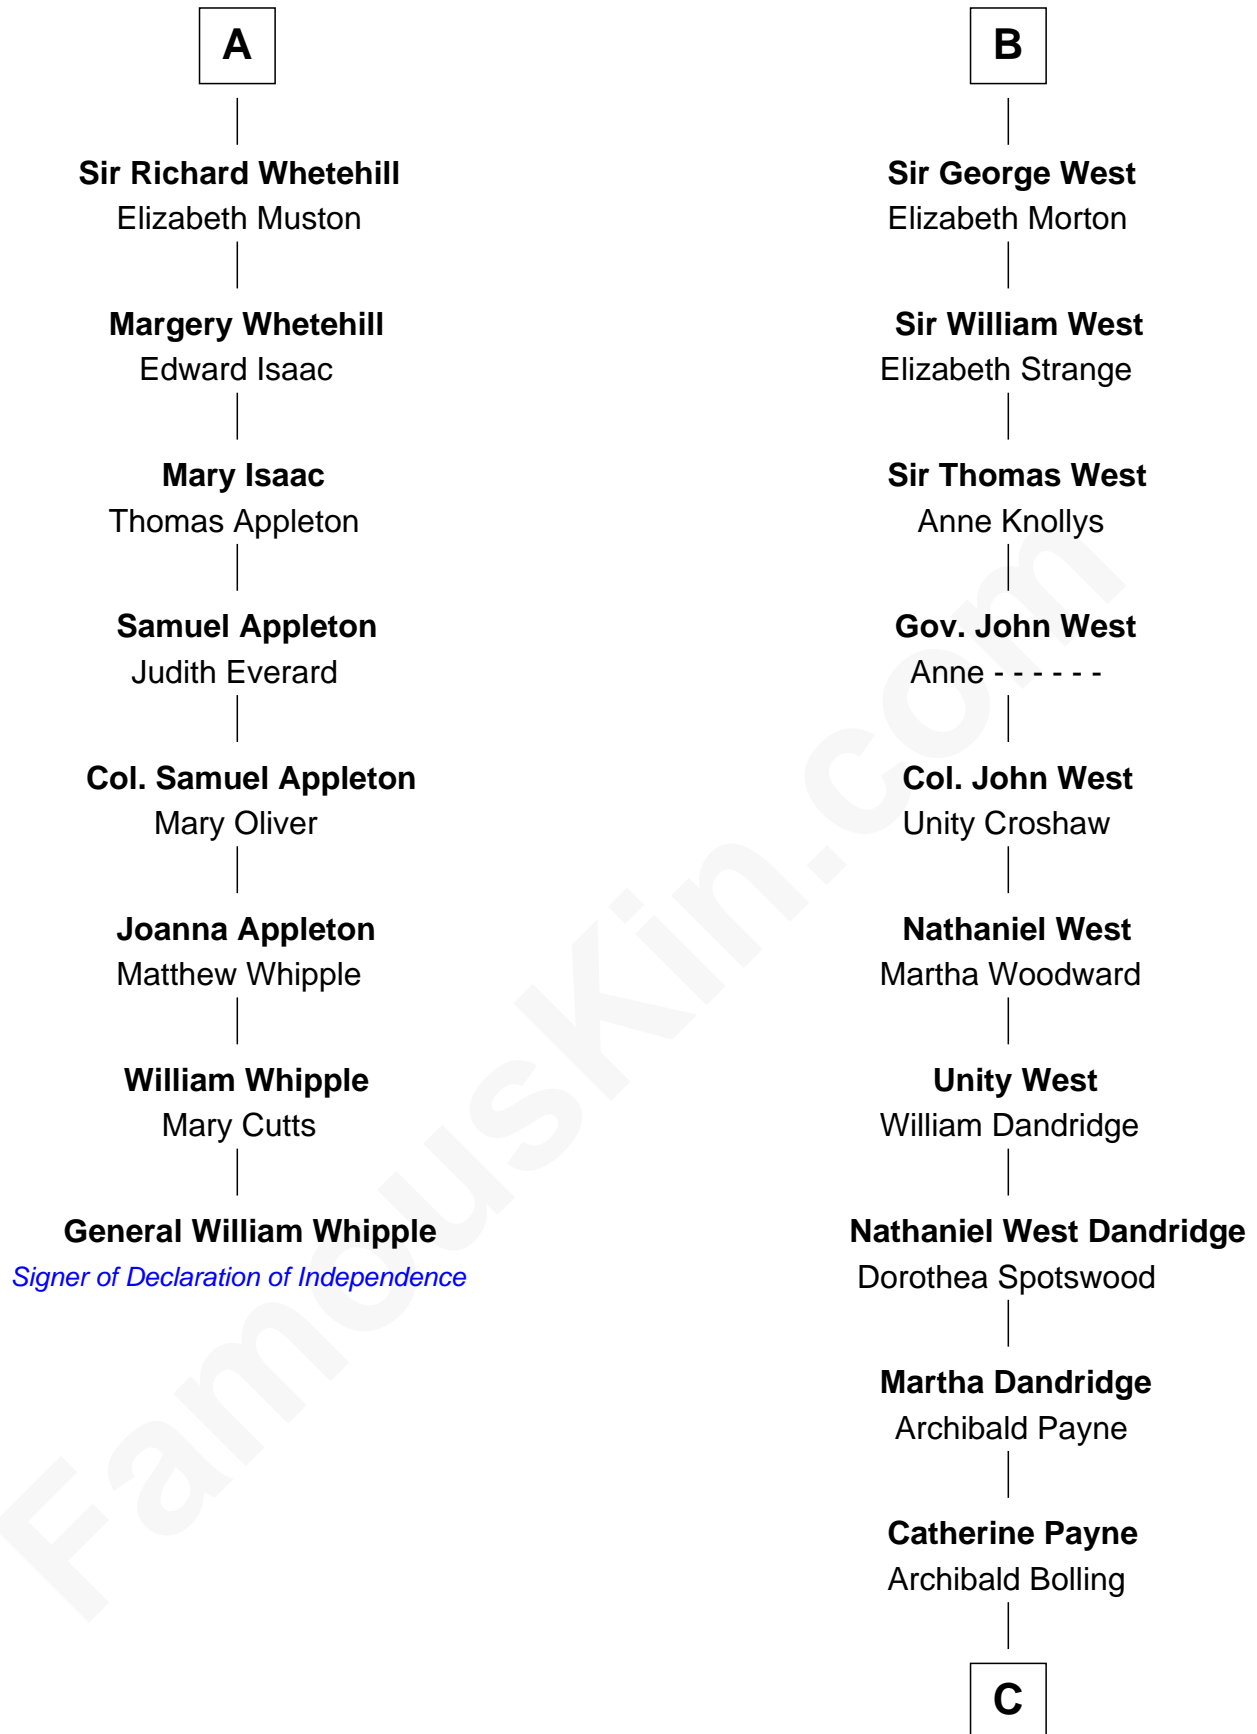 A
Sir Richard Whetehill
Elizabeth Muston
Margery Whetehill
Edward Isaac
Mary Isaac
Thomas Appleton
Samuel Appleton
Judith Everard
Col. Samuel Appleton
Mary Oliver
Joanna Appleton
Matthew Whipple
William Whipple
Mary Cutts
General William Whipple
Signer of Declaration of Independence
B
Sir George West
Elizabeth Morton
Sir William West
Elizabeth Strange
Sir Thomas West
Anne Knollys
Gov. John West
Anne - - - - - -
Col. John West
Unity Croshaw
Nathaniel West
Martha Woodward
Unity West
William Dandridge
Nathaniel West Dandridge
Dorothea Spotswood
Martha Dandridge
Archibald Payne
Catherine Payne
Archibald Bolling
C
FamousKin.com